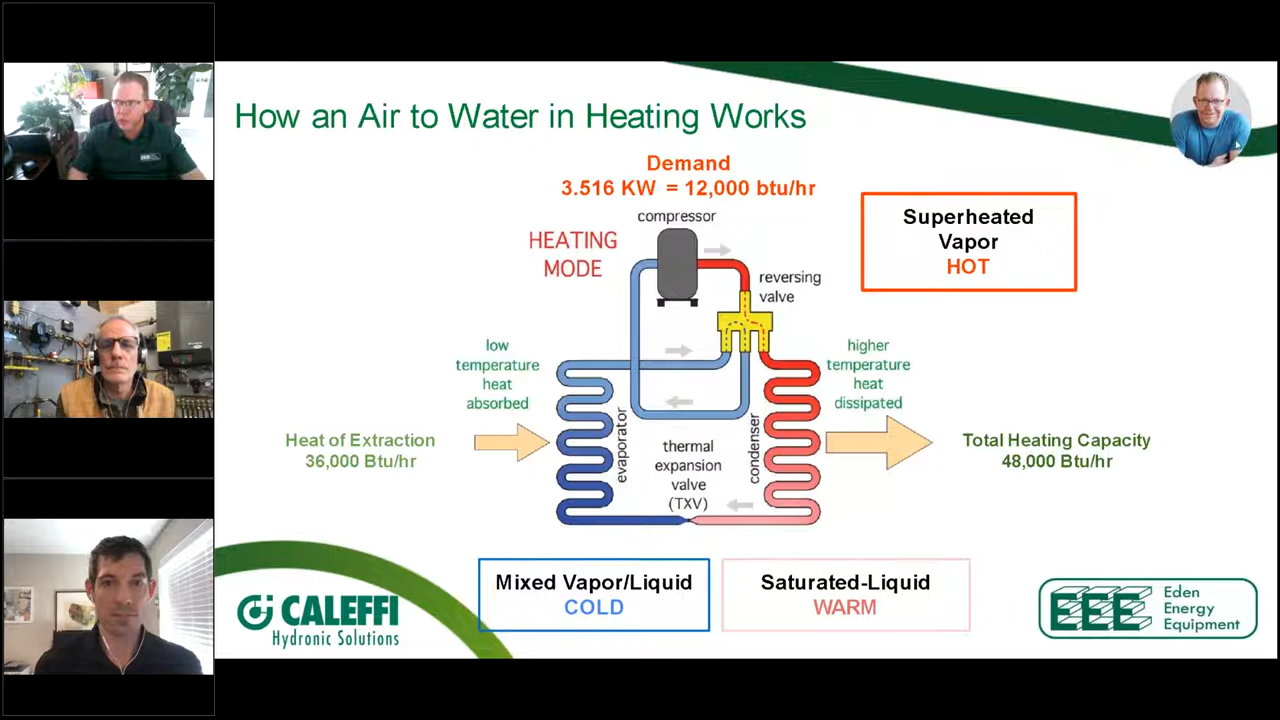 How an Air to Water in Heating Works
Demand
3.516 KW = 12,000 btu/hr
compressor
HEATING
MODE
Superheated
Vapor
HOT
reversing
valve
low
temperature
heat
absorbed
higher
temperature
heat
dissipated
Heat of Extraction
36,000 Btu/hr
evaporator
thermal
expansion
valve
(TXV)
condenser
Total Heating Capacity
48,000 Btu/hr
Mixed Vapor/Liquid
COLD
Saturated-Liquid
WARM
CALEFFI
Hydronic Solutions
EEE
Eden
Energy
Equipment